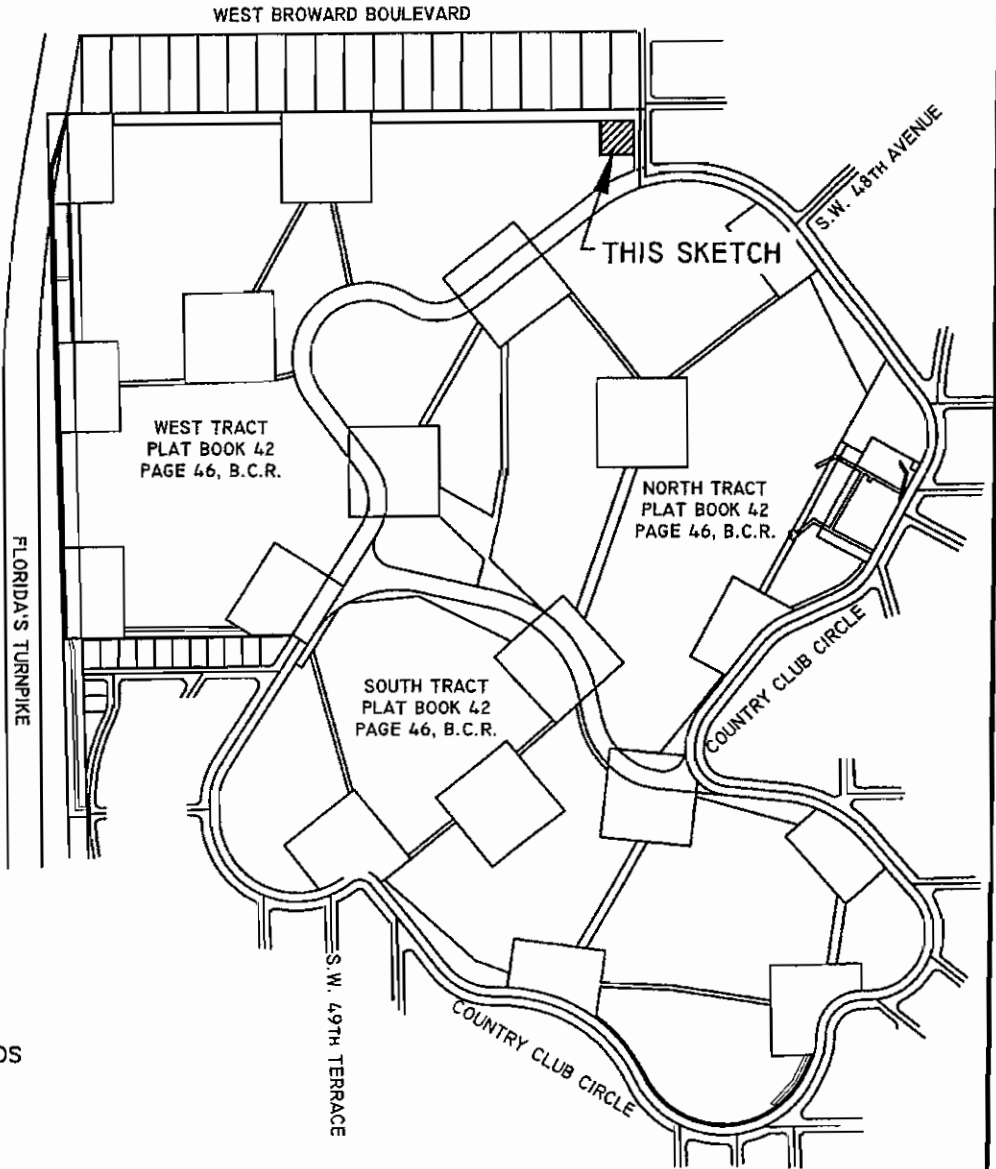 WEST BROWARD BOULEVARD
S.W. 48TH AVENUE
THIS SKETCH
WEST TRACT
PLAT BOOK 42
PAGE 46, B.C.R.
NORTH TRACT
PLAT BOOK 42
PAGE 46, B.C.R.
FLORIDA'S TURNPIKE
COUNTRY CLUB CIRCLE
SOUTH TRACT
PLAT BOOK 42
PAGE 46, B.C.R.
S.W. 49TH TERRACE
COUNTRY CLUB CIRCLE
DS